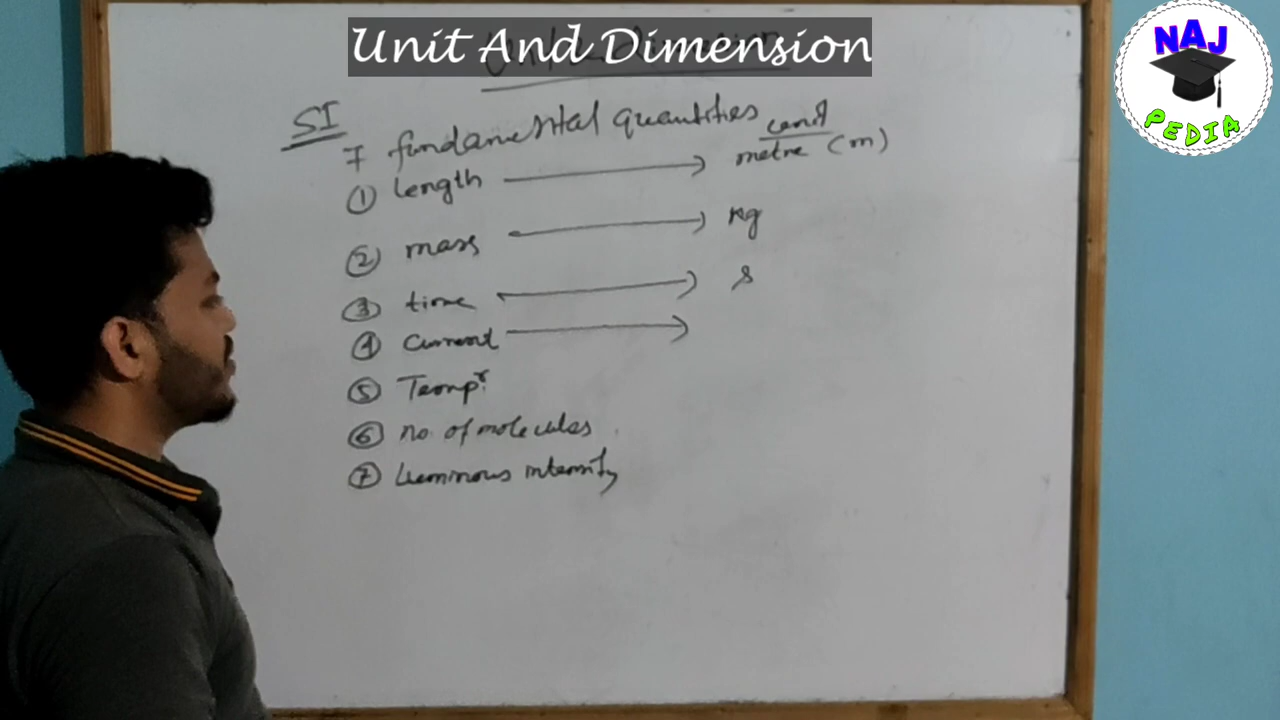 Unit And Dimension
NAJ
PEDIA
SI
7 fundamental quantities unit
① length → metre (m)
② mass → kg
③ time → s
④ Current →
⑤ Tempr.
⑥ no. of molecules
⑦ Luminous intensity